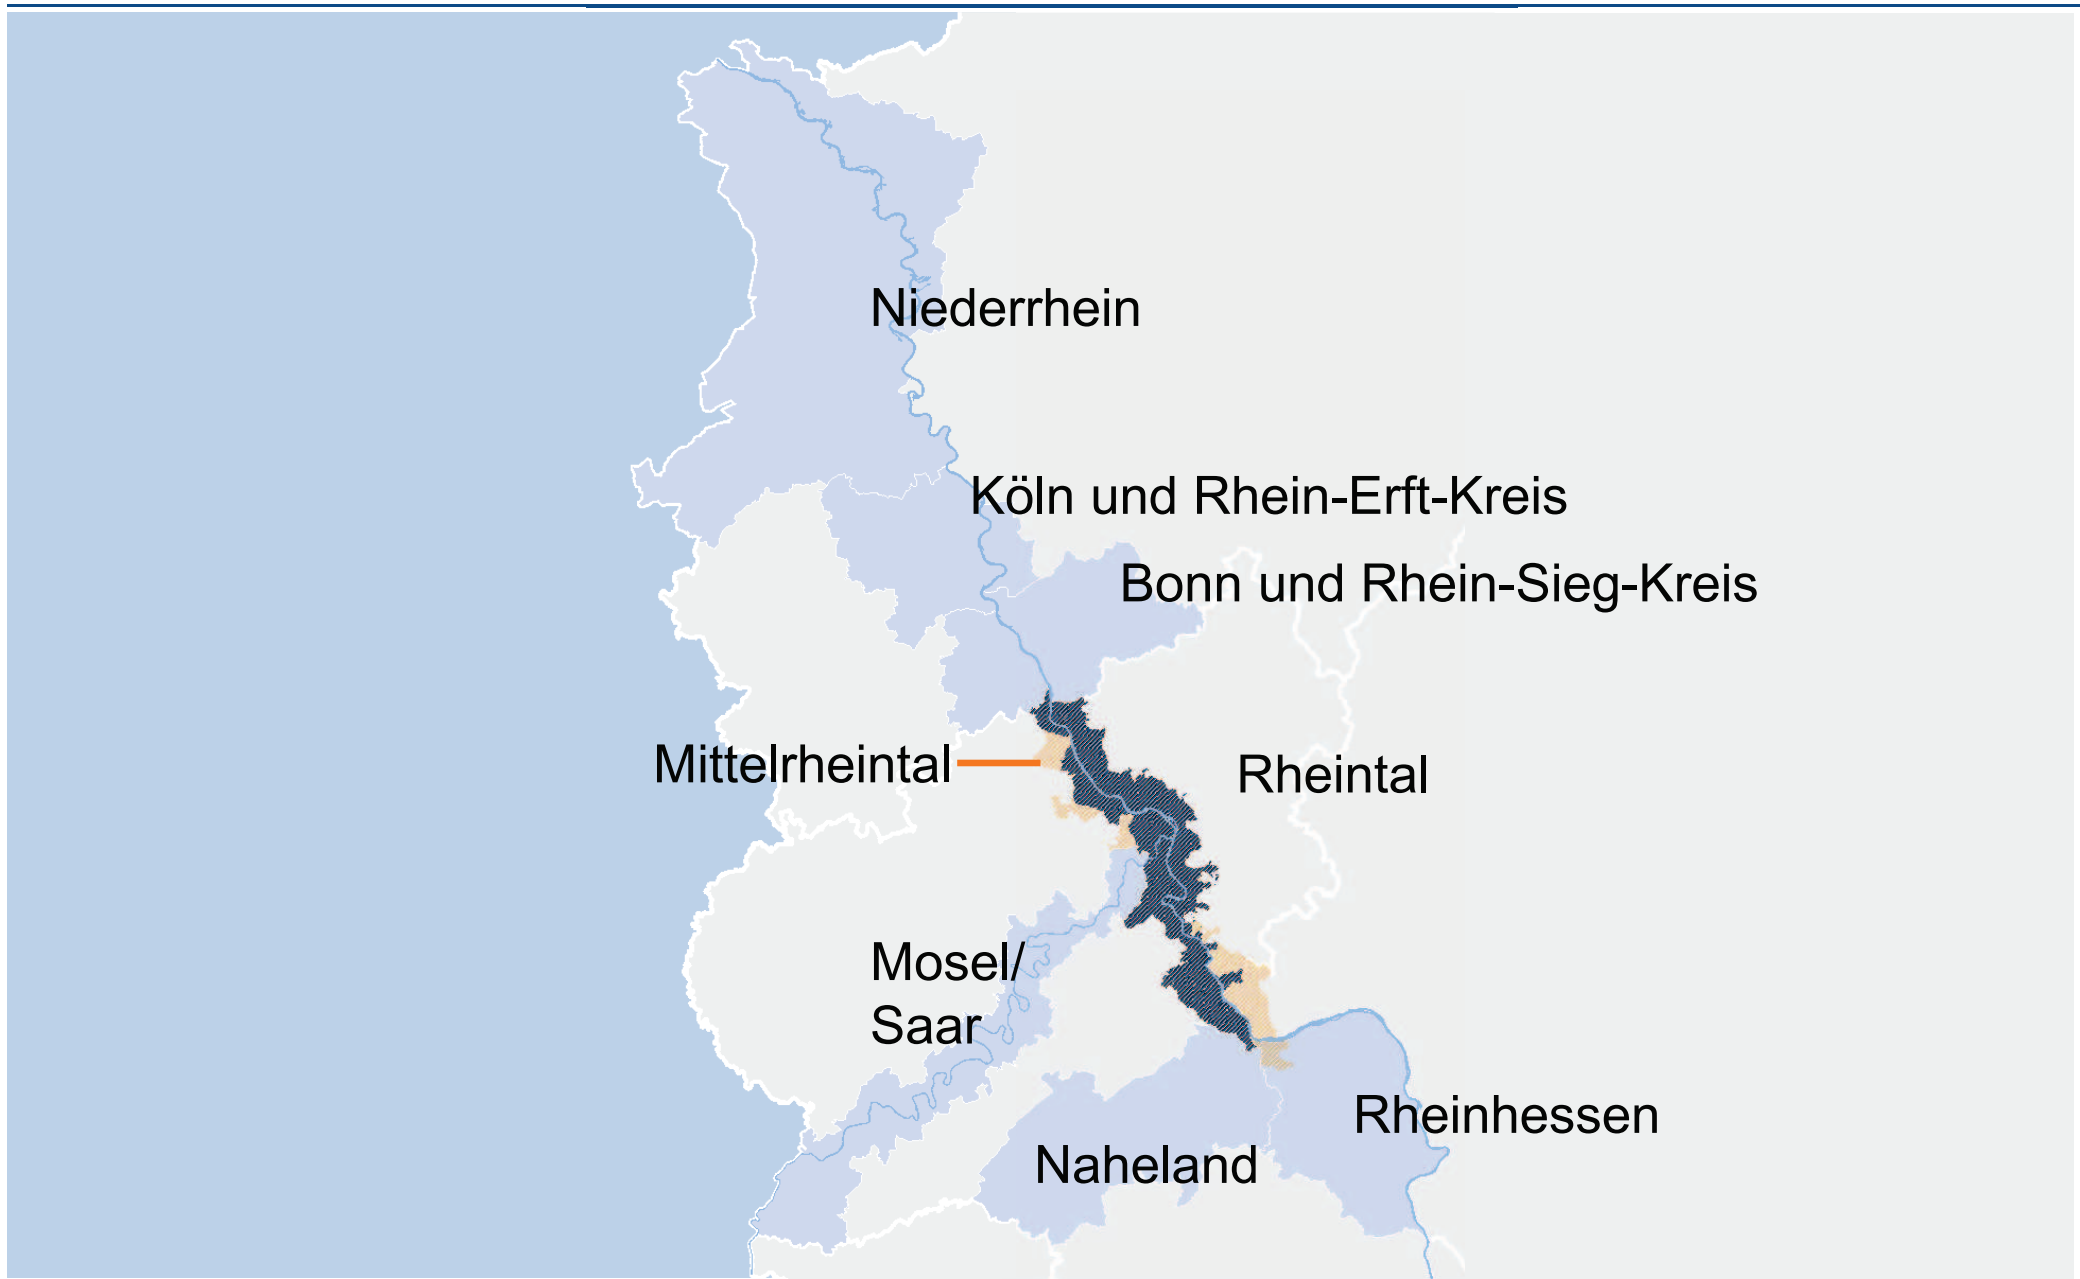 Niederrhein
Köln und Rhein-Erft-Kreis
Bonn und Rhein-Sieg-Kreis
Mittelrheintal
Rheintal
Mosel/
Saar
Rheinhessen
Naheland